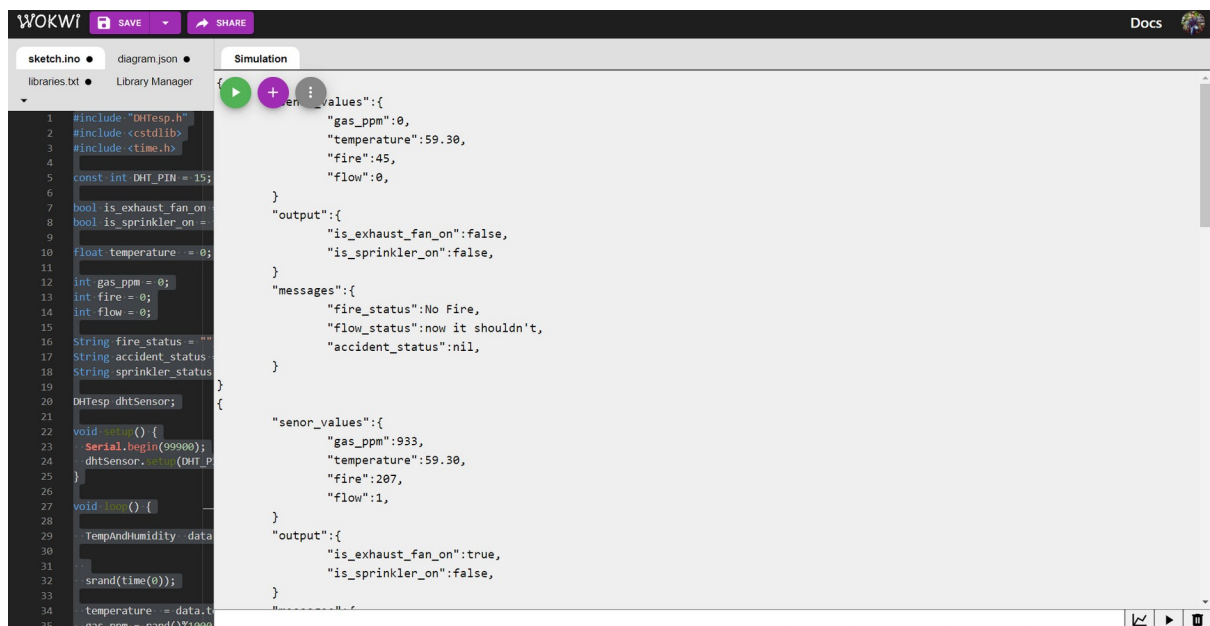 WOKWI SAVE SHARE Docs
sketch.ino ● diagram.json ●
libraries.txt ● Library Manager
1 #include "DHTesp.h"
2 #include <cstdlib>
3 #include <time.h>
4
5 const int DHT_PIN = 15;
6
7 bool is_exhaust_fan_on
8 bool is_sprinkler_on =
9
10 float temperature = 0;
11
12 int gas_ppm = 0;
13 int fire = 0;
14 int flow = 0;
15
16 String fire_status = ""
17 String accident_status
18 String sprinkler_status
19
20 DHTesp dhtSensor;
21
22 void setup() {
23 Serial.begin(99900);
24 dhtSensor.setup(DHT_P
25 }
26
27 void loop() {
28
29 TempAndHumidity data
30
31
32 srand(time(0));
33
34 temperature = data.t
35 gas_ppm = rand()%1000
Simulation
{
values":{
"gas_ppm":0,
"temperature":59.30,
"fire":45,
"flow":0,
}
"output":{
"is_exhaust_fan_on":false,
"is_sprinkler_on":false,
}
"messages":{
"fire_status":No Fire,
"flow_status":now it shouldn't,
"accident_status":nil,
}
}
{
"senor_values":{
"gas_ppm":933,
"temperature":59.30,
"fire":207,
"flow":1,
}
"output":{
"is_exhaust_fan_on":true,
"is_sprinkler_on":false,
}